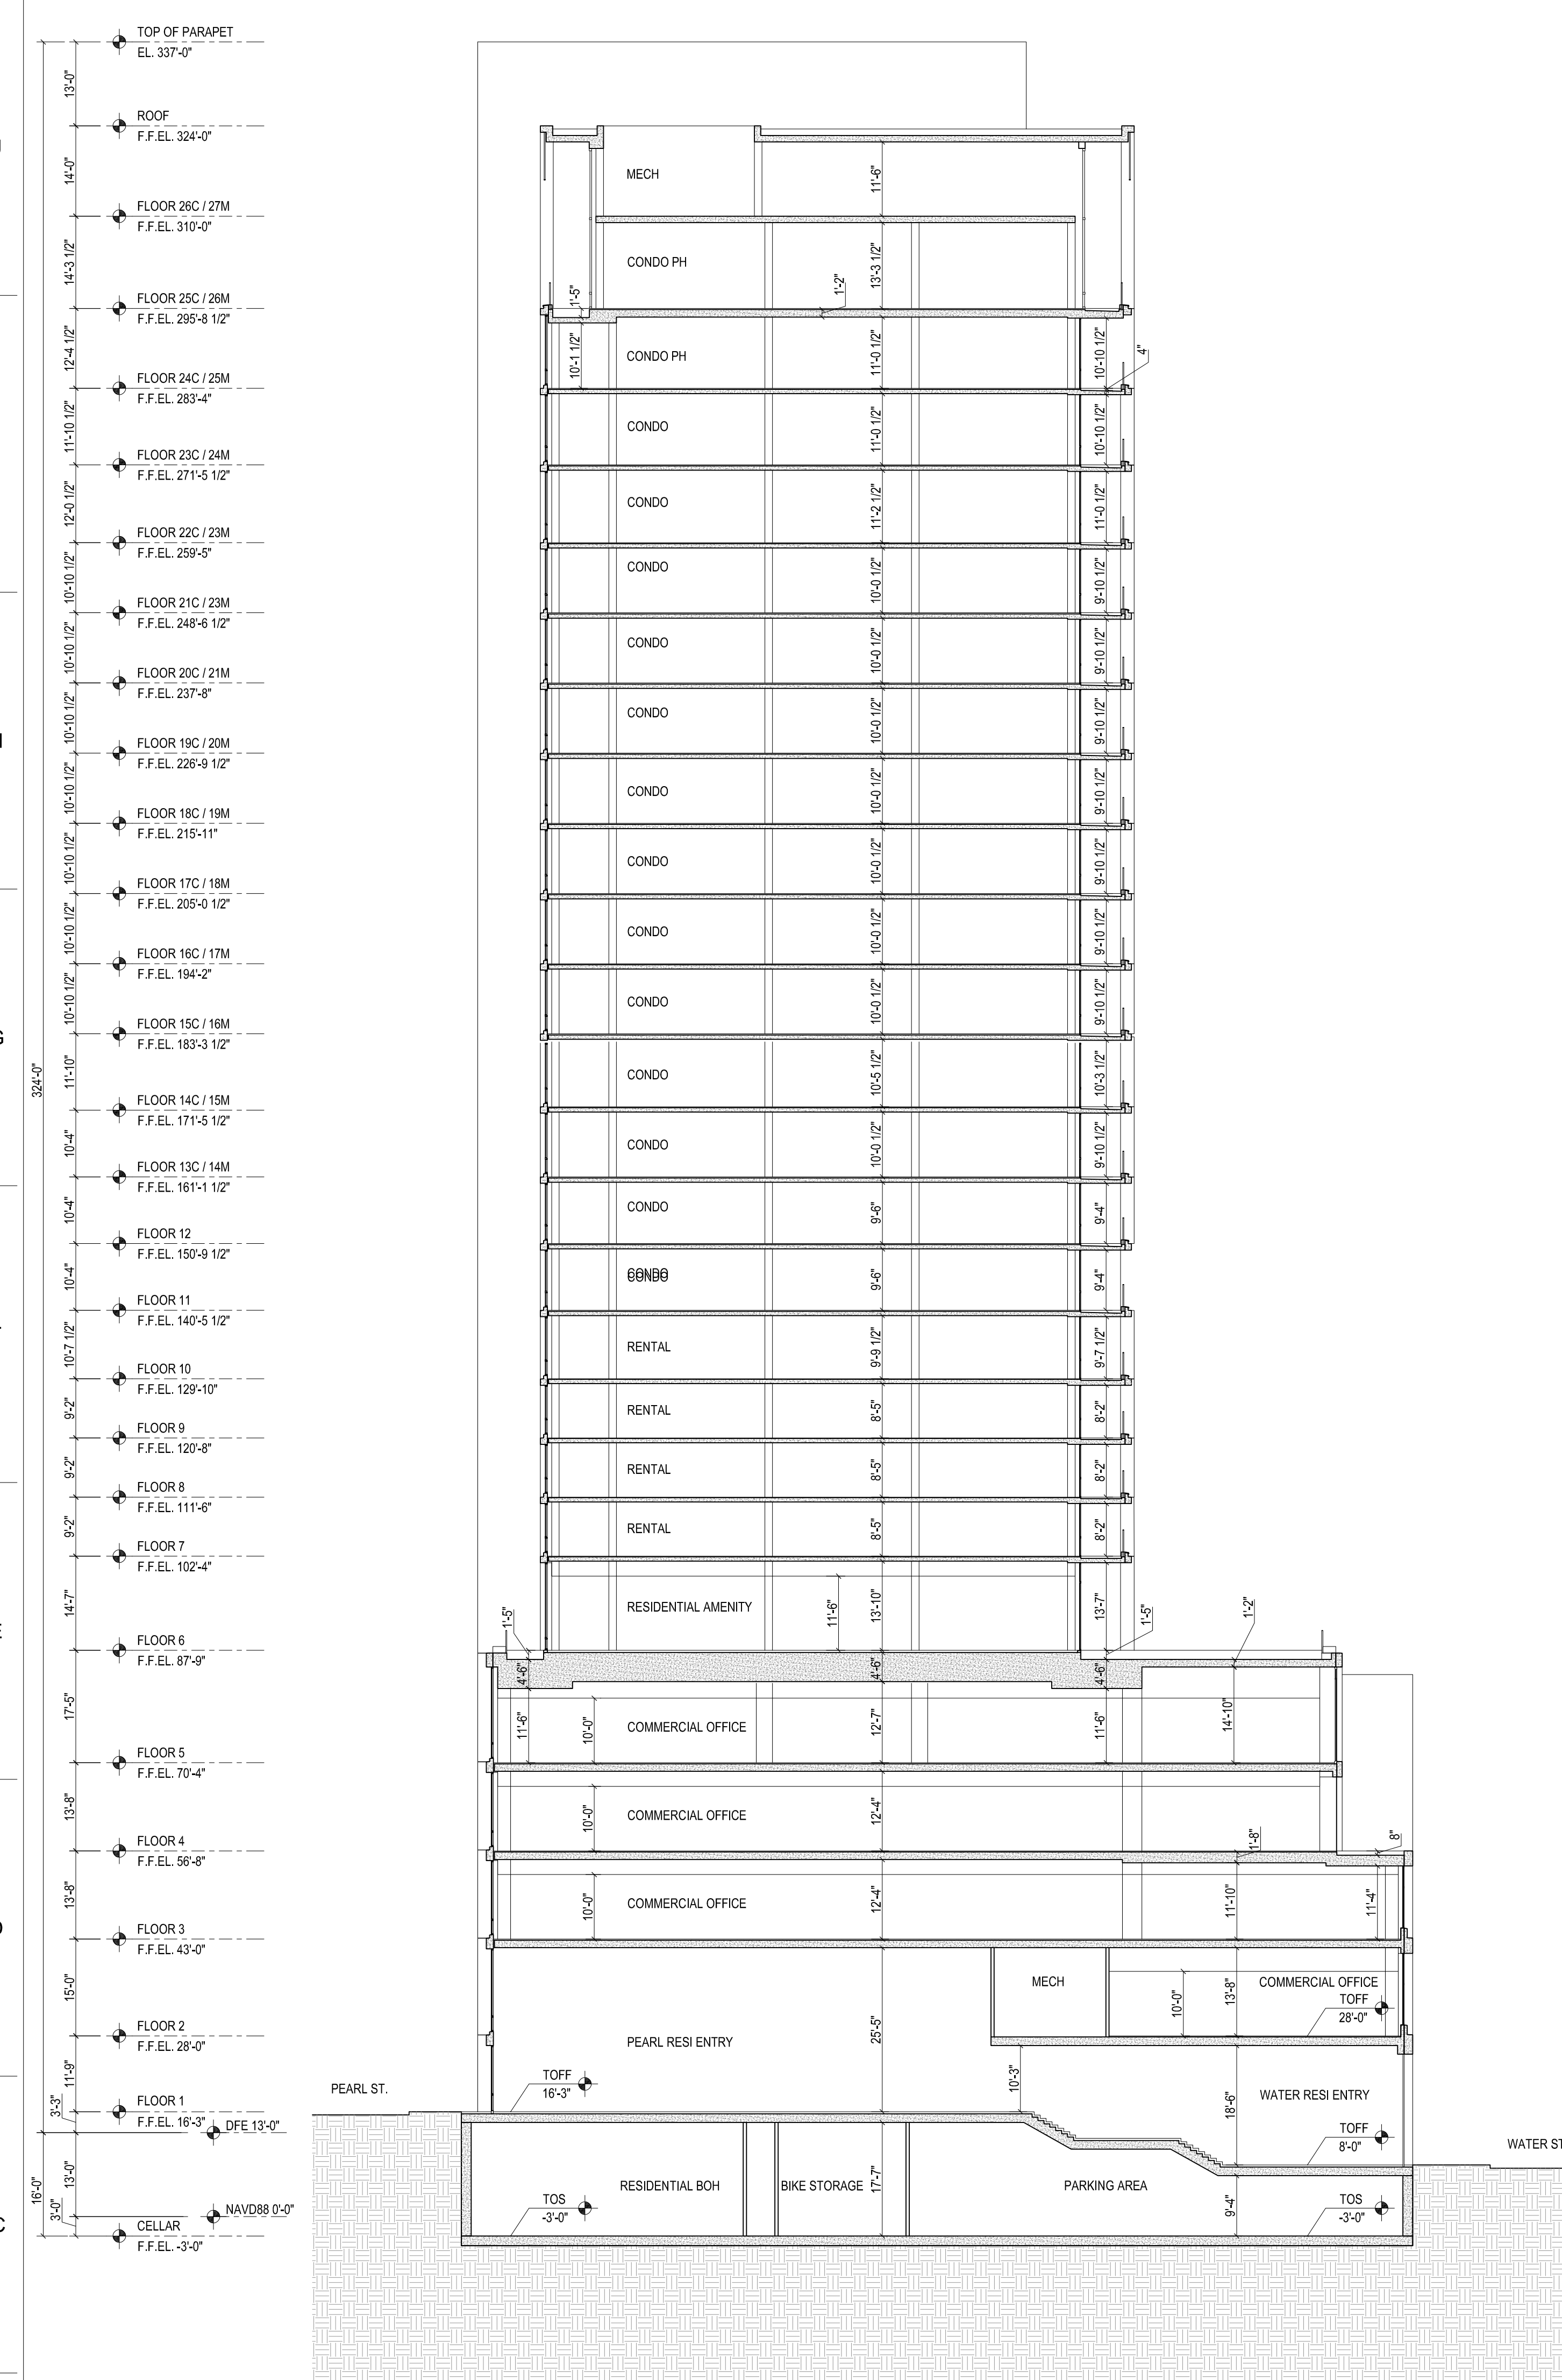 TOP OF PARAPET
EL. 337'-0"
13'-0"
ROOF
F.F.EL. 324'-0"
14'-0"
FLOOR 26C / 27M
F.F.EL. 310'-0"
14'-3 1/2"
FLOOR 25C / 26M
F.F.EL. 295'-8 1/2"
12'-4 1/2"
FLOOR 24C / 25M
F.F.EL. 283'-4"
11'-10 1/2"
FLOOR 23C / 24M
F.F.EL. 271'-5 1/2"
12'-0 1/2"
FLOOR 22C / 23M
F.F.EL. 259'-5"
10'-10 1/2"
FLOOR 21C / 23M
F.F.EL. 248'-6 1/2"
10'-10 1/2"
FLOOR 20C / 21M
F.F.EL. 237'-8"
10'-10 1/2"
FLOOR 19C / 20M
F.F.EL. 226'-9 1/2"
10'-10 1/2"
FLOOR 18C / 19M
F.F.EL. 215'-11"
10'-10 1/2"
FLOOR 17C / 18M
F.F.EL. 205'-0 1/2"
10'-10 1/2"
FLOOR 16C / 17M
F.F.EL. 194'-2"
10'-10 1/2"
FLOOR 15C / 16M
F.F.EL. 183'-3 1/2"
11'-10"
324'-0"
FLOOR 14C / 15M
F.F.EL. 171'-5 1/2"
10'-4"
FLOOR 13C / 14M
F.F.EL. 161'-1 1/2"
10'-4"
FLOOR 12
F.F.EL. 150'-9 1/2"
10'-4"
FLOOR 11
F.F.EL. 140'-5 1/2"
10'-7 1/2"
FLOOR 10
F.F.EL. 129'-10"
9'-2"
FLOOR 9
F.F.EL. 120'-8"
9'-2"
FLOOR 8
F.F.EL. 111'-6"
9'-2"
FLOOR 7
F.F.EL. 102'-4"
14'-7"
FLOOR 6
F.F.EL. 87'-9"
17'-5"
FLOOR 5
F.F.EL. 70'-4"
13'-8"
FLOOR 4
F.F.EL. 56'-8"
13'-8"
FLOOR 3
F.F.EL. 43'-0"
15'-0"
FLOOR 2
F.F.EL. 28'-0"
11'-9"
FLOOR 1
F.F.EL. 16'-3"
3'-3"
DFE 13'-0"
13'-0"
16'-0"
NAVD88 0'-0"
3'-0"
CELLAR
F.F.EL. -3'-0"
MECH
11'-6"
CONDO PH
13'-3 1/2"
1'-5"
1'-2"
CONDO PH
10'-1 1/2"
11'-0 1/2"
10'-10 1/2"
4"
CONDO
11'-0 1/2"
10'-10 1/2"
CONDO
11'-2 1/2"
11'-0 1/2"
CONDO
10'-0 1/2"
9'-10 1/2"
CONDO
10'-0 1/2"
9'-10 1/2"
CONDO
10'-0 1/2"
9'-10 1/2"
CONDO
10'-0 1/2"
9'-10 1/2"
CONDO
10'-0 1/2"
9'-10 1/2"
CONDO
10'-0 1/2"
9'-10 1/2"
CONDO
10'-0 1/2"
9'-10 1/2"
CONDO
10'-5 1/2"
10'-3 1/2"
CONDO
10'-0 1/2"
9'-10 1/2"
CONDO
9'-6"
9'-4"
CONDO
CONDO
9'-6"
9'-4"
RENTAL
9'-9 1/2"
9'-7 1/2"
RENTAL
8'-5"
8'-2"
RENTAL
8'-5"
8'-2"
RENTAL
8'-5"
8'-2"
RESIDENTIAL AMENITY
11'-6"
13'-10"
13'-7"
1'-5"
1'-5"
1'-2"
4'-6"
4'-6"
4'-6"
11'-6"
10'-0"
COMMERCIAL OFFICE
12'-7"
11'-6"
14'-10"
10'-0"
COMMERCIAL OFFICE
12'-4"
1'-8"
8"
10'-0"
COMMERCIAL OFFICE
12'-4"
11'-10"
11'-4"
MECH
10'-0"
13'-8"
COMMERCIAL OFFICE
TOFF
28'-0"
PEARL RESI ENTRY
25'-5"
TOFF
16'-3"
10'-3"
PEARL ST.
WATER RESI ENTRY
18'-6"
TOFF
8'-0"
WATER ST
RESIDENTIAL BOH
BIKE STORAGE
17'-7"
PARKING AREA
TOS
-3'-0"
9'-4"
TOS
-3'-0"